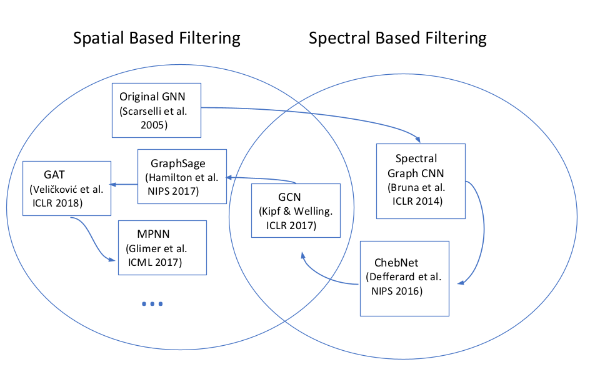 Spatial Based Filtering
Spectral Based Filtering
Original GNN
(Scarselli et al.
2005)
GraphSage
(Hamilton et al.
NIPS 2017)
GAT
(Veličković et al.
ICLR 2018)
MPNN
(Glimer et al.
ICML 2017)
...
GCN
(Kipf & Welling.
ICLR 2017)
Spectral
Graph CNN
(Bruna et al.
ICLR 2014)
ChebNet
(Defferard et al.
NIPS 2016)